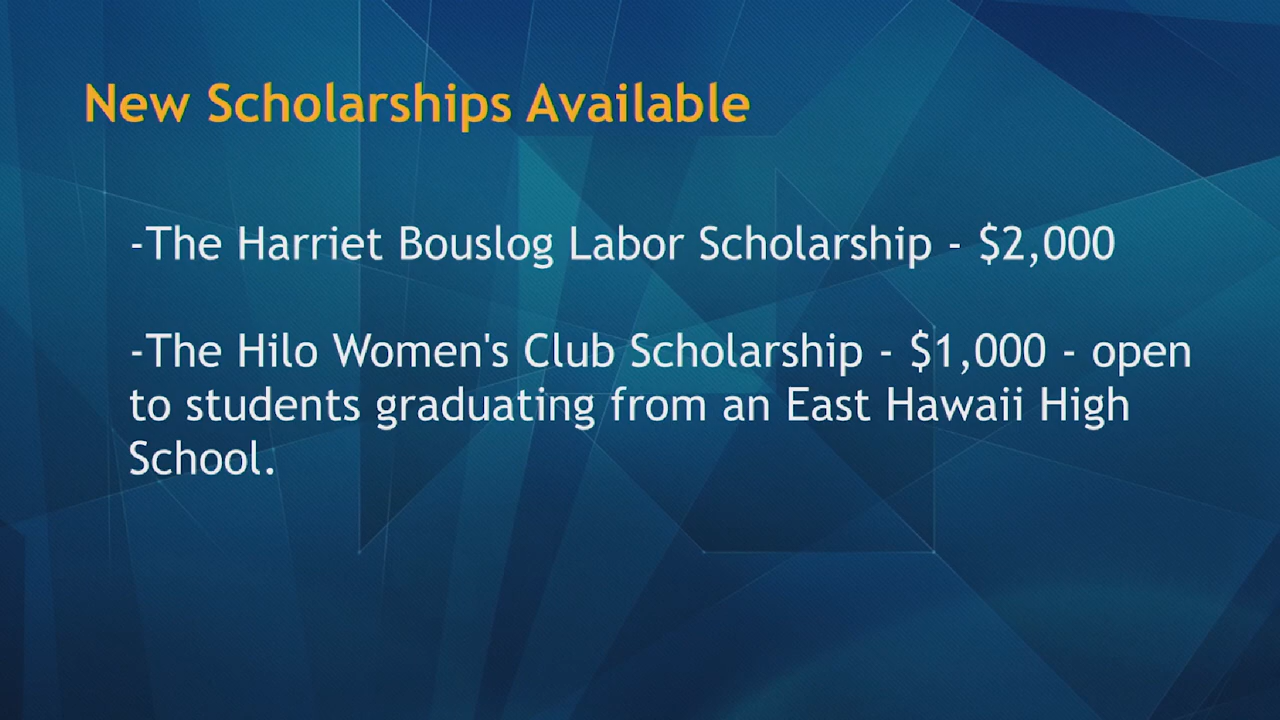 New Scholarships Available
-The Harriet Bouslog Labor Scholarship - $2,000
-The Hilo Women's Club Scholarship - $1,000 - open
to students graduating from an East Hawaii High
School.